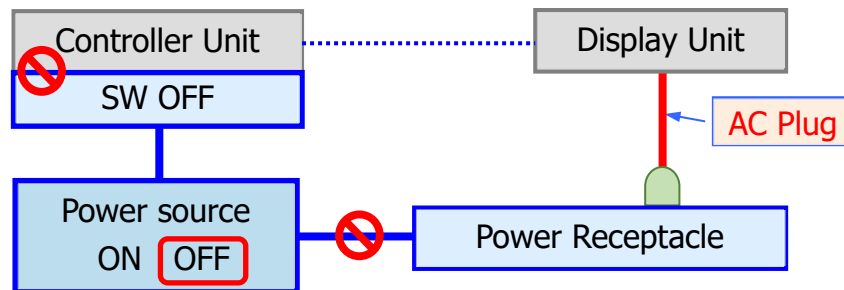 Controller Unit
Display Unit
SW OFF
AC Plug
Power source
ON OFF
Power Receptacle